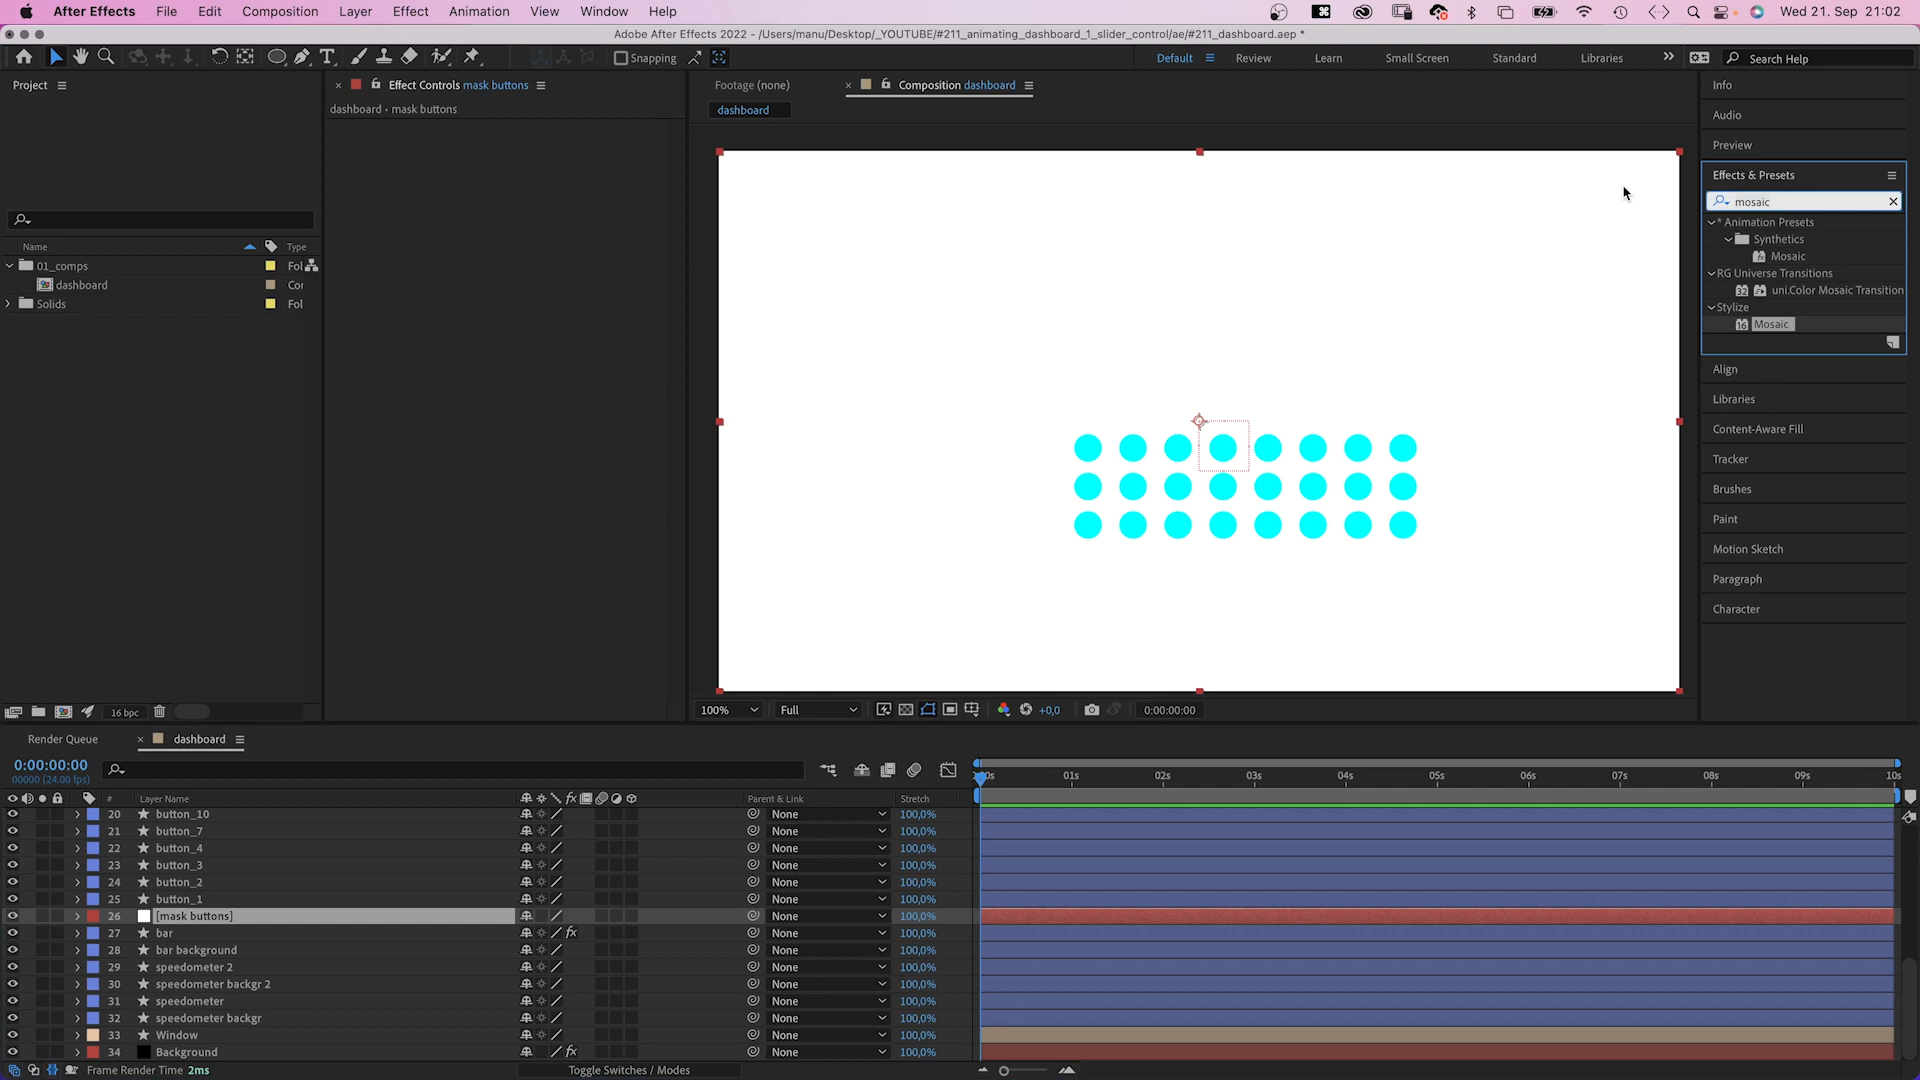 After Effects File Edit Composition Layer Effect Animation View Window Help Wed 21. Sep 21:02
Adobe After Effects 2022 - /Users/manu/Desktop/_YOUTUBE/#211_animating_dashboard_1_slider_control/ae/#211_dashboard.aep *
Snapping Default Review Learn Small Screen Standard Libraries Search Help
Project Effect Controls mask buttons Footage (none) Composition dashboard
dashboard • mask buttons
dashboard
Info
Audio
Preview
Effects & Presets
mosaic
* Animation Presets
Synthetics
Mosaic
RG Universe Transitions
32 uni.Color Mosaic Transition
Stylize
16 Mosaic
Align
Libraries
Content-Aware Fill
Tracker
Brushes
Paint
Motion Sketch
Paragraph
Character
Name Type
01_comps Fol
dashboard Cor
Solids Fol
16 bpc
100% Full +0,0 0:00:00:00
Render Queue dashboard
0:00:00:00
00000 (24.00 fps)
# Layer Name Parent & Link Stretch
01s 02s 03s 04s 05s 06s 07s 08s 09s 10s
20 button_10 None 100,0%
21 button_7 None 100,0%
22 button_4 None 100,0%
23 button_3 None 100,0%
24 button_2 None 100,0%
25 button_1 None 100,0%
26 [mask buttons] None 100,0%
27 bar fx None 100,0%
28 bar background None 100,0%
29 speedometer 2 None 100,0%
30 speedometer backgr 2 None 100,0%
31 speedometer None 100,0%
32 speedometer backgr None 100,0%
33 Window None 100,0%
34 Background fx None 100,0%
Frame Render Time 2ms Toggle Switches / Modes